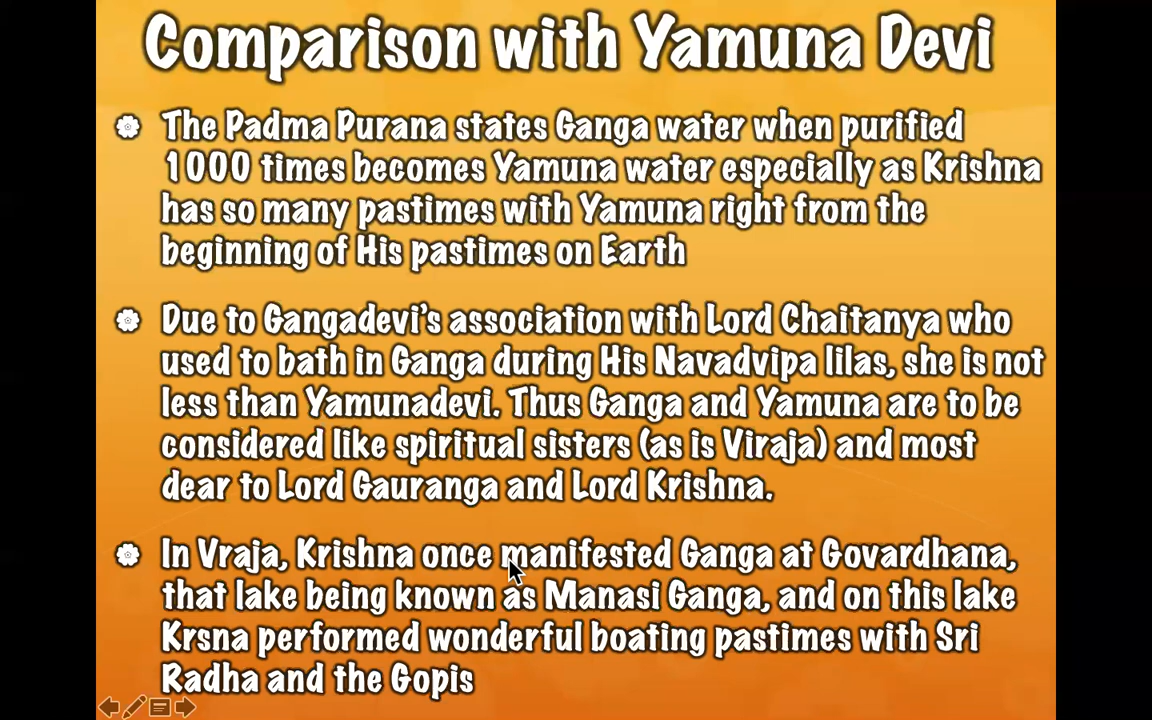 Comparison with Yamuna Devi
The Padma Purana states Ganga water when purified
1000 times becomes Yamuna water especially as Krishna
has so many pastimes with Yamuna right from the
beginning of His pastimes on Earth
Due to Gangadevi's association with Lord Chaitanya who
used to bath in Ganga during His Navadvipa lilas, she is not
less than Yamunadevi. Thus Ganga and Yamuna are to be
considered like spiritual sisters (as is Viraja) and most
dear to Lord Gauranga and Lord Krishna.
In Vraja, Krishna once manifested Ganga at Govardhana,
that lake being known as Manasi Ganga, and on this lake
Krsna performed wonderful boating pastimes with Sri
Radha and the Gopis